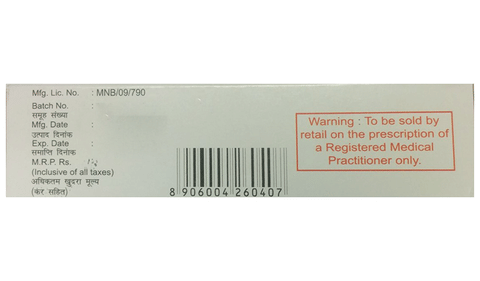 Mfg. Lic. No. : MNB/09/790
Batch No. :
समूह संख्या
Mfg. Date :
उत्पाद दिनांक
Exp. Date :
समाप्ति दिनांक
M.R.P. Rs.
(Inclusive of all taxes)
अधिकतम खुदरा मूल्य
(कर सहित)
8 906004 260407
Warning : To be sold by
retail on the prescription of
a Registered Medical
Practitioner only.